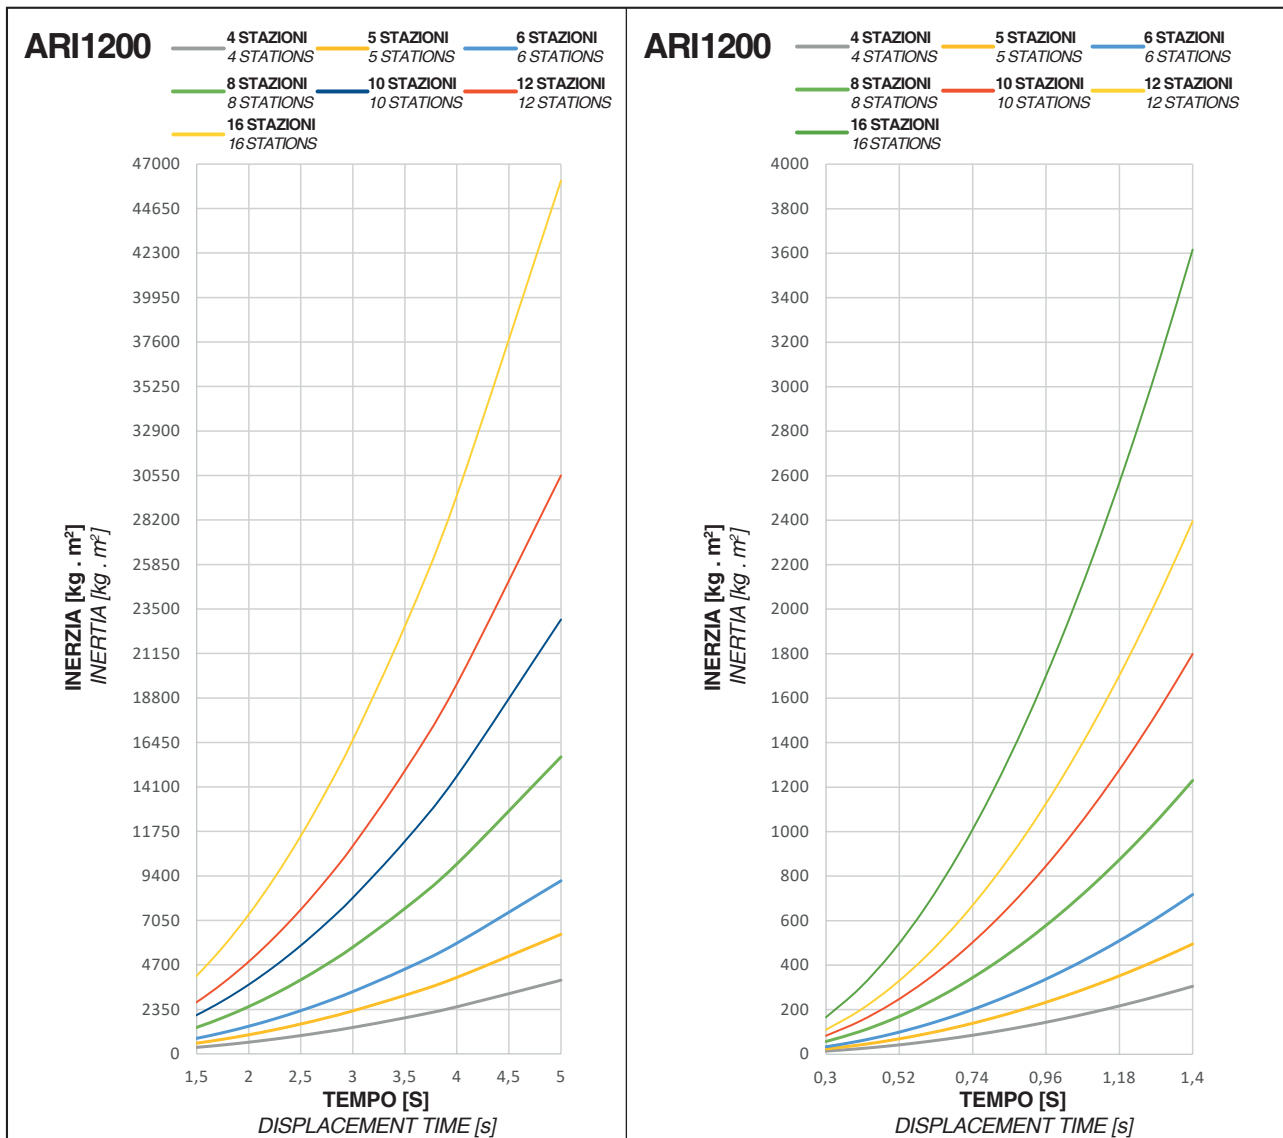 ARI1200
4 STAZIONI
4 STATIONS
5 STAZIONI
5 STATIONS
6 STAZIONI
6 STATIONS
8 STAZIONI
8 STATIONS
10 STAZIONI
10 STATIONS
12 STAZIONI
12 STATIONS
16 STAZIONI
16 STATIONS
47000
44650
42300
39950
37600
35250
32900
30550
28200
25850
23500
21150
18800
16450
14100
11750
9400
7050
4700
2350
0
INERZIA [kg . m²]
INERTIA [kg . m²]
1,5
2
2,5
3
3,5
4
4,5
5
TEMPO [S]
DISPLACEMENT TIME [s]
ARI1200
4 STAZIONI
4 STATIONS
5 STAZIONI
5 STATIONS
6 STAZIONI
6 STATIONS
8 STAZIONI
8 STATIONS
10 STAZIONI
10 STATIONS
12 STAZIONI
12 STATIONS
16 STAZIONI
16 STATIONS
4000
3800
3600
3400
3200
3000
2800
2600
2400
2200
2000
1800
1600
1400
1200
1000
800
600
400
200
0
INERZIA [kg . m²]
INERTIA [kg . m²]
0,3
0,52
0,74
0,96
1,18
1,4
TEMPO [S]
DISPLACEMENT TIME [s]